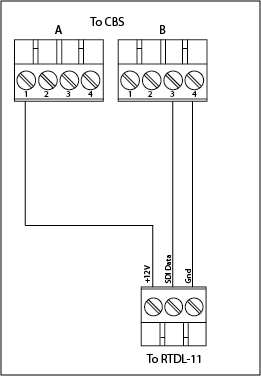 To CBS
A B
1 2 3 4 1 2 3 4
+12V SDI Data Gnd
To RTDL-11